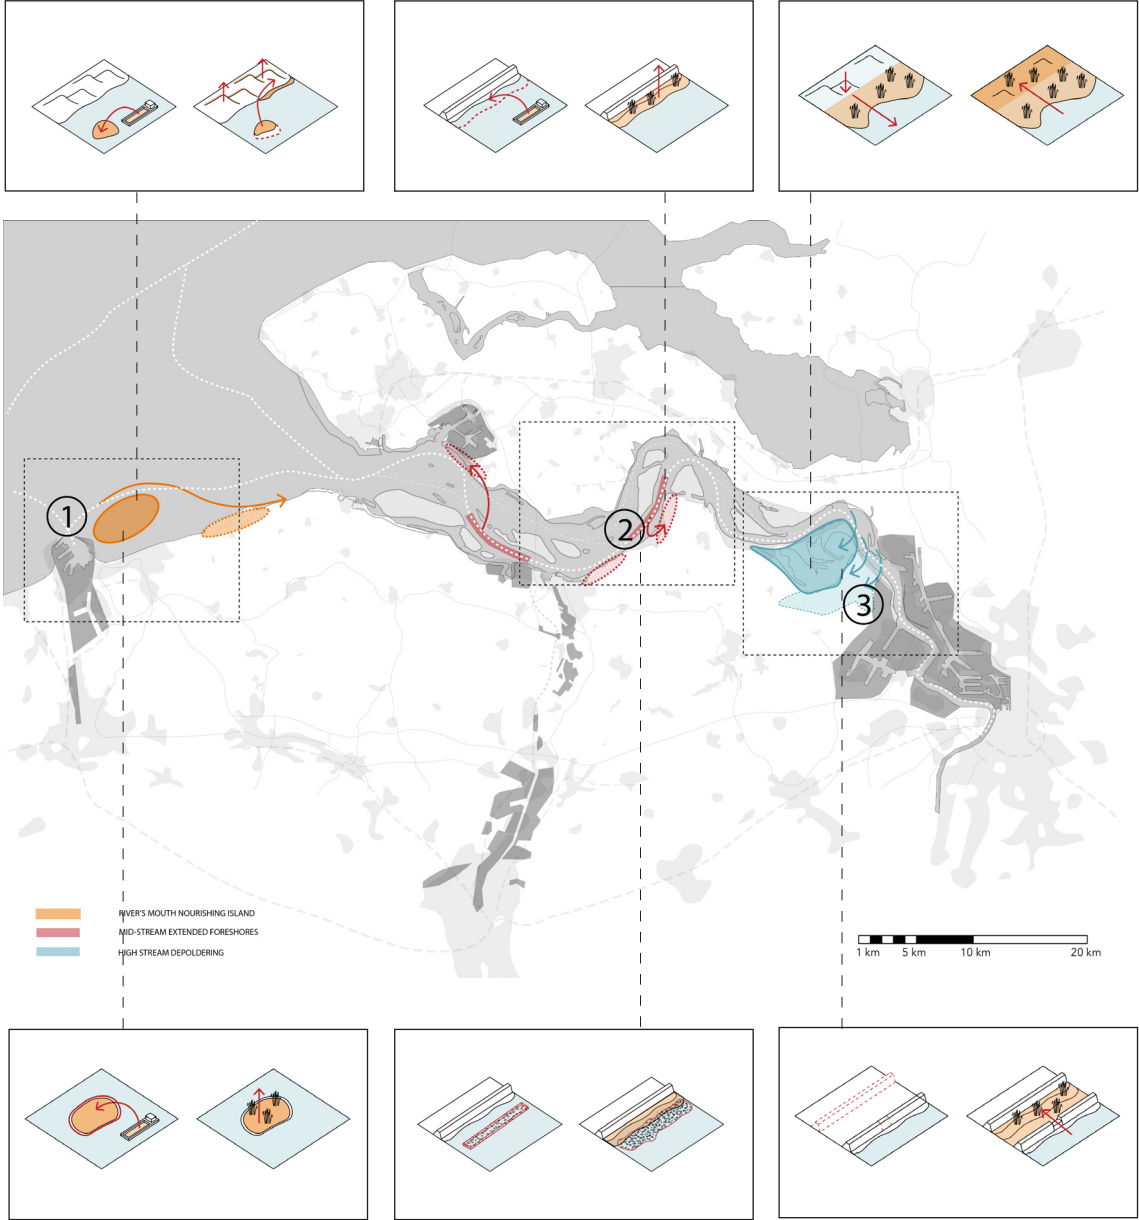 1
2
3
RIVER'S MOUTH NOURISHING ISLAND
MID-STREAM EXTENDED FORESHORES
HIGH STREAM DEPOLDERING
1 km 5 km 10 km 20 km